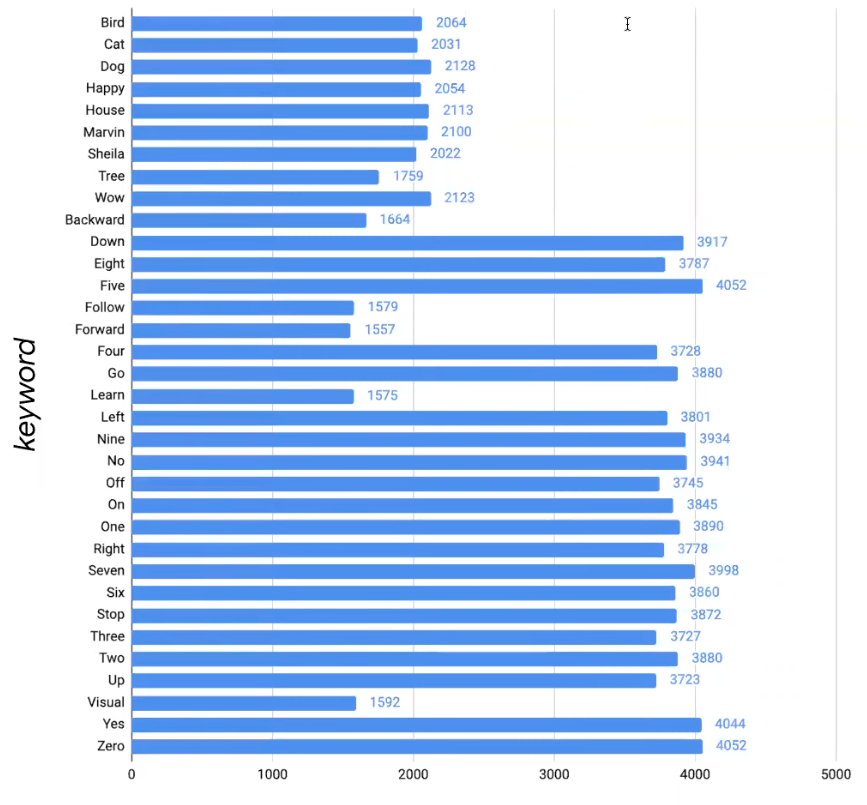 Bird 2064
Cat 2031
Dog 2128
Happy 2054
House 2113
Marvin 2100
Sheila 2022
Tree 1759
Wow 2123
Backward 1664
Down 3917
Eight 3787
Five 4052
Follow 1579
Forward 1557
Four 3728
Go 3880
Learn 1575
Left 3801
Nine 3934
No 3941
Off 3745
On 3845
One 3890
Right 3778
Seven 3998
Six 3860
Stop 3872
Three 3727
Two 3880
Up 3723
Visual 1592
Yes 4044
Zero 4052
0 1000 2000 3000 4000 5000
keyword